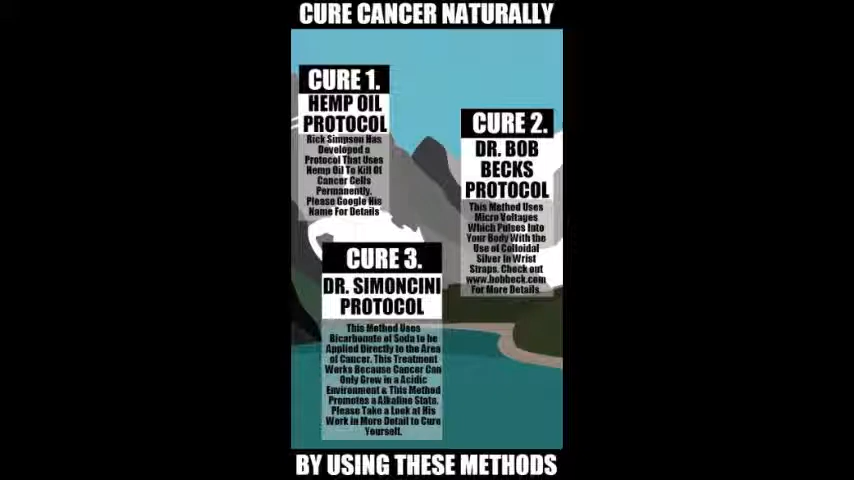 CURE CANCER NATURALLY
CURE 1.
HEMP OIL
PROTOCOL
Rick Simpson Has
Developed a
Protocol That Uses
Hemp Oil To Kill Of
Cancer Cells
Permanently.
Please Google His
Name For Details
CURE 2.
DR. BOB
BECKS
PROTOCOL
This Method Uses
Micro Voltages
Which Pulses Into
Your Body With the
Use of Colloidal
Silver In Wrist
Straps. Check out
www.bobbeck.com
For More Details.
CURE 3.
DR. SIMONCINI
PROTOCOL
This Method Uses
Bicarbonate of Soda to be
Applied Directly to the Area
of Cancer. This Treatment
Works Because Cancer Can
Only Grow in a Acidic
Environment & This Method
Promotes a Alkaline State.
Please Take a Look at His
Work in More Detail to Cure
Yourself.
BY USING THESE METHODS